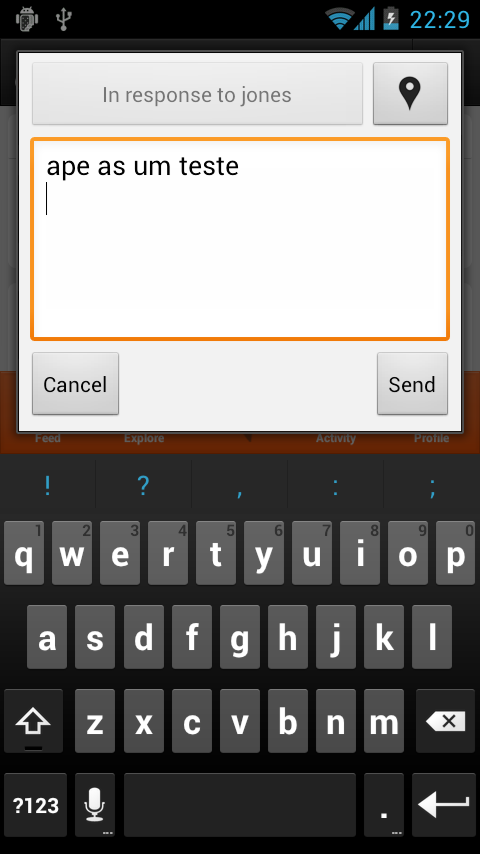 22:29
In response to jones
ape as um teste
Cancel
Send
Feed
Explore
Activity
Profile
! ? , : ;
1 2 3 4 5 6 7 8 9 0
q w e r t y u i o p
a s d f g h j k l
z x c v b n m
?123
. ...